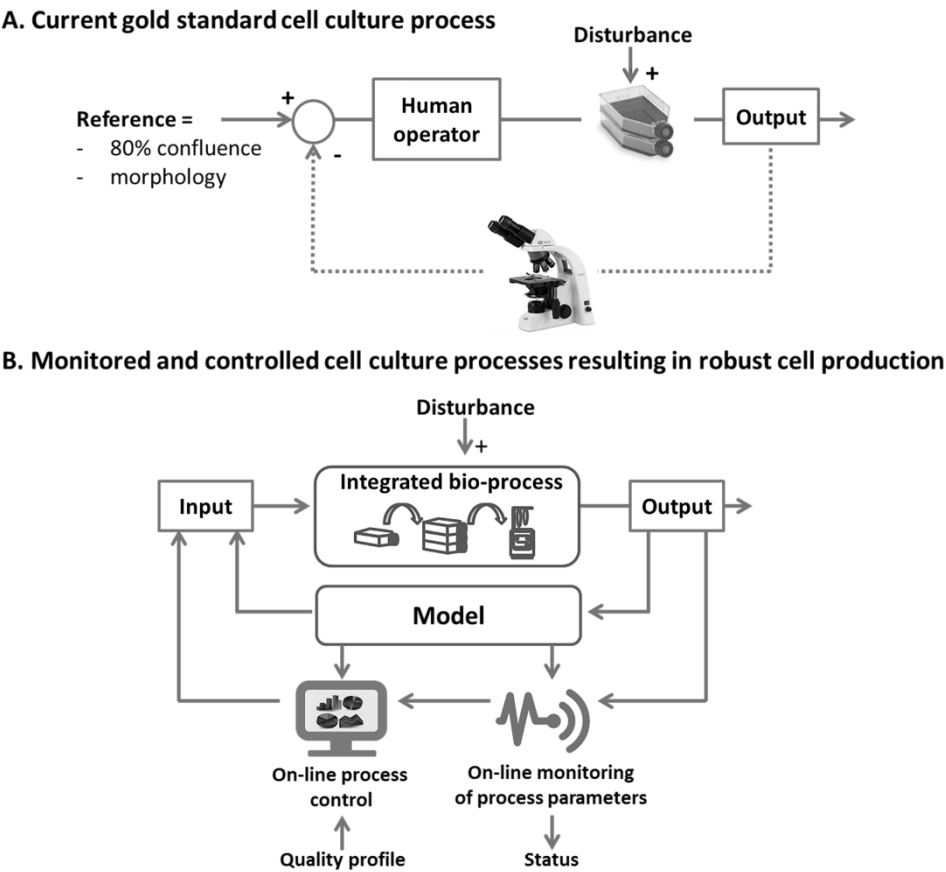 A. Current gold standard cell culture process
Disturbance
+
+
Reference =
- 80% confluence
- morphology
-
Human
operator
Output
B. Monitored and controlled cell culture processes resulting in robust cell production
Disturbance
+
Input
Integrated bio-process
Output
Model
On-line process
control
On-line monitoring
of process parameters
Quality profile
Status